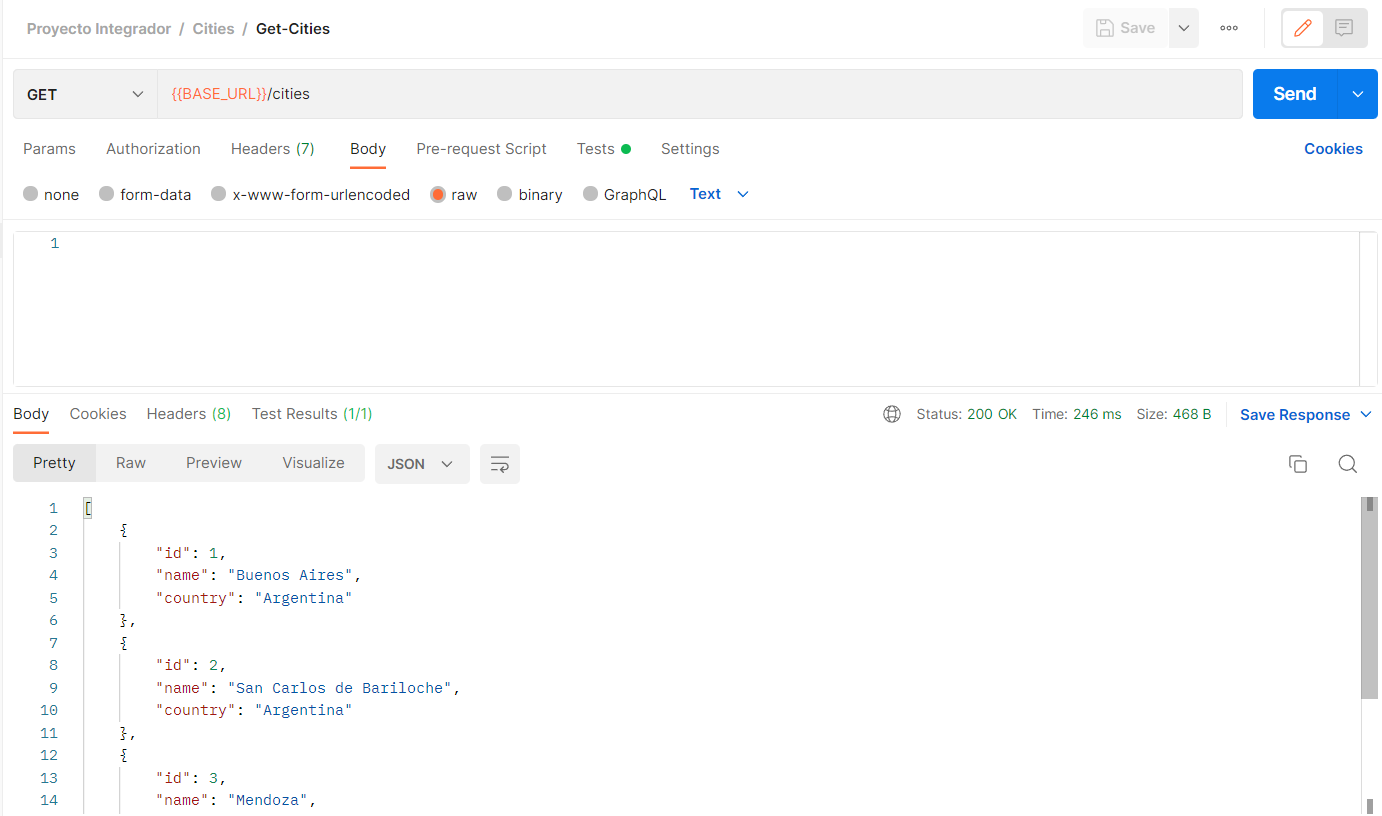 Proyecto Integrador / Cities / Get-Cities
Save
GET
{{BASE_URL}}/cities
Send
Params Authorization Headers (7) Body Pre-request Script Tests Settings Cookies
none form-data x-www-form-urlencoded raw binary GraphQL Text
1
Body Cookies Headers (8) Test Results (1/1) Status: 200 OK Time: 246 ms Size: 468 B Save Response
Pretty Raw Preview Visualize JSON
1 [
2 {
3 "id": 1,
4 "name": "Buenos Aires",
5 "country": "Argentina"
6 },
7 {
8 "id": 2,
9 "name": "San Carlos de Bariloche",
10 "country": "Argentina"
11 },
12 {
13 "id": 3,
14 "name": "Mendoza",